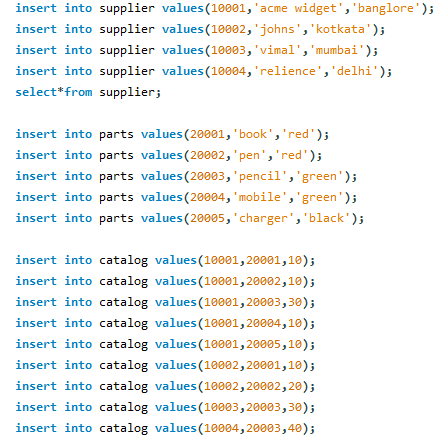 insert into supplier values(10001,'acme widget','banglore');
insert into supplier values(10002,'johns','kotkata');
insert into supplier values(10003,'vimal','mumbai');
insert into supplier values(10004,'relience','delhi');
select*from supplier;
insert into parts values(20001,'book','red');
insert into parts values(20002,'pen','red');
insert into parts values(20003,'pencil','green');
insert into parts values(20004,'mobile','green');
insert into parts values(20005,'charger','black');
insert into catalog values(10001,20001,10);
insert into catalog values(10001,20002,10);
insert into catalog values(10001,20003,30);
insert into catalog values(10001,20004,10);
insert into catalog values(10001,20005,10);
insert into catalog values(10002,20001,10);
insert into catalog values(10002,20002,20);
insert into catalog values(10003,20003,30);
insert into catalog values(10004,20003,40);